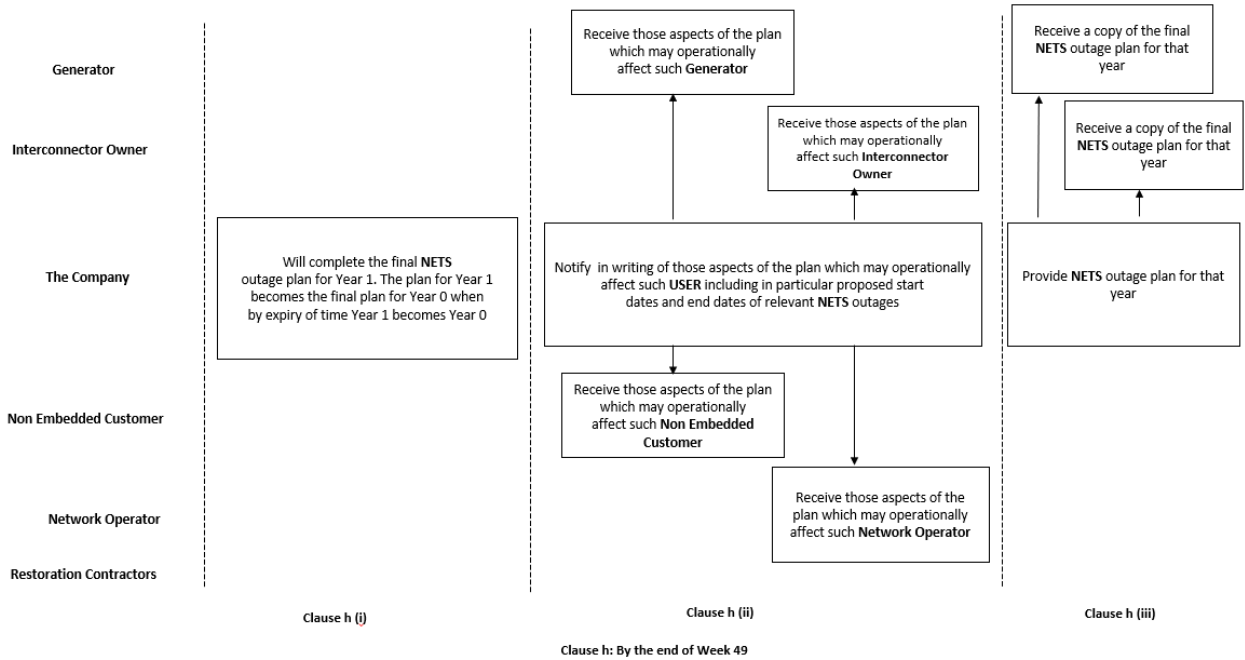 Generator
Interconnector Owner
The Company
Non Embedded Customer
Network Operator
Restoration Contractors
Will complete the final NETS
outage plan for Year 1. The plan for Year 1
becomes the final plan for Year 0 when
by expiry of time Year 1 becomes Year 0
Clause h (i)
Receive those aspects of the plan
which may operationally
affect such Generator
Receive those aspects of the plan
which may operationally
affect such Interconnector
Owner
Notify in writing of those aspects of the plan which may operationally
affect such USER including in particular proposed start
dates and end dates of relevant NETS outages
Receive those aspects of the plan
which may operationally
affect such Non Embedded
Customer
Receive those aspects of the
plan which may operationally
affect such Network Operator
Clause h (ii)
Receive a copy of the final
NETS outage plan for that
year
Receive a copy of the final
NETS outage plan for that
year
Provide NETS outage plan for that
year
Clause h (iii)
Clause h: By the end of Week 49